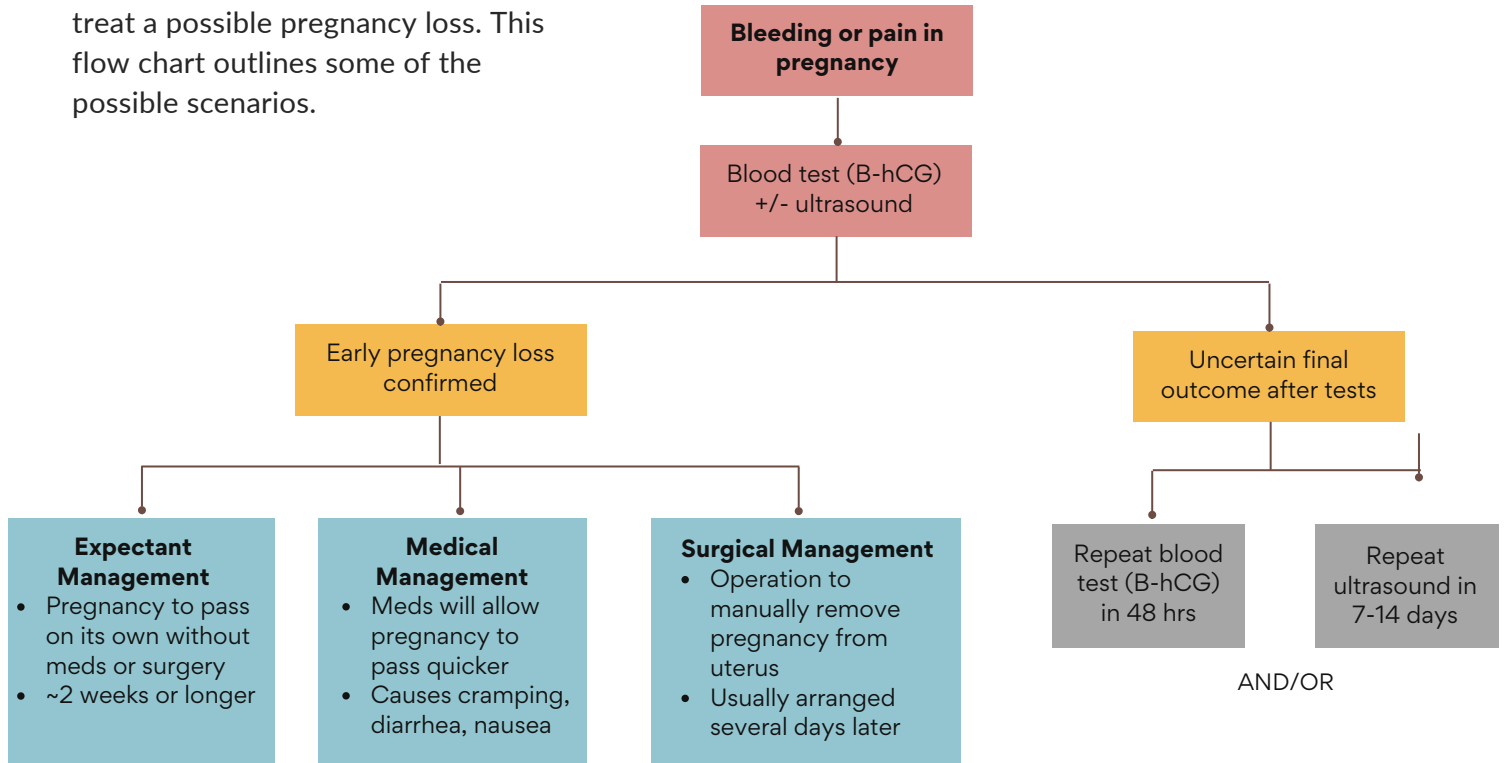 treat a possible pregnancy loss. This
flow chart outlines some of the
possible scenarios.
Bleeding or pain in
pregnancy
Blood test (B-hCG)
+/- ultrasound
Early pregnancy loss
confirmed
Uncertain final
outcome after tests
Expectant
Management
• Pregnancy to pass
on its own without
meds or surgery
• ~2 weeks or longer
Medical
Management
• Meds will allow
pregnancy to
pass quicker
• Causes cramping,
diarrhea, nausea
Surgical Management
• Operation to
manually remove
pregnancy from
uterus
• Usually arranged
several days later
Repeat blood
test (B-hCG)
in 48 hrs
Repeat
ultrasound in
7-14 days
AND/OR